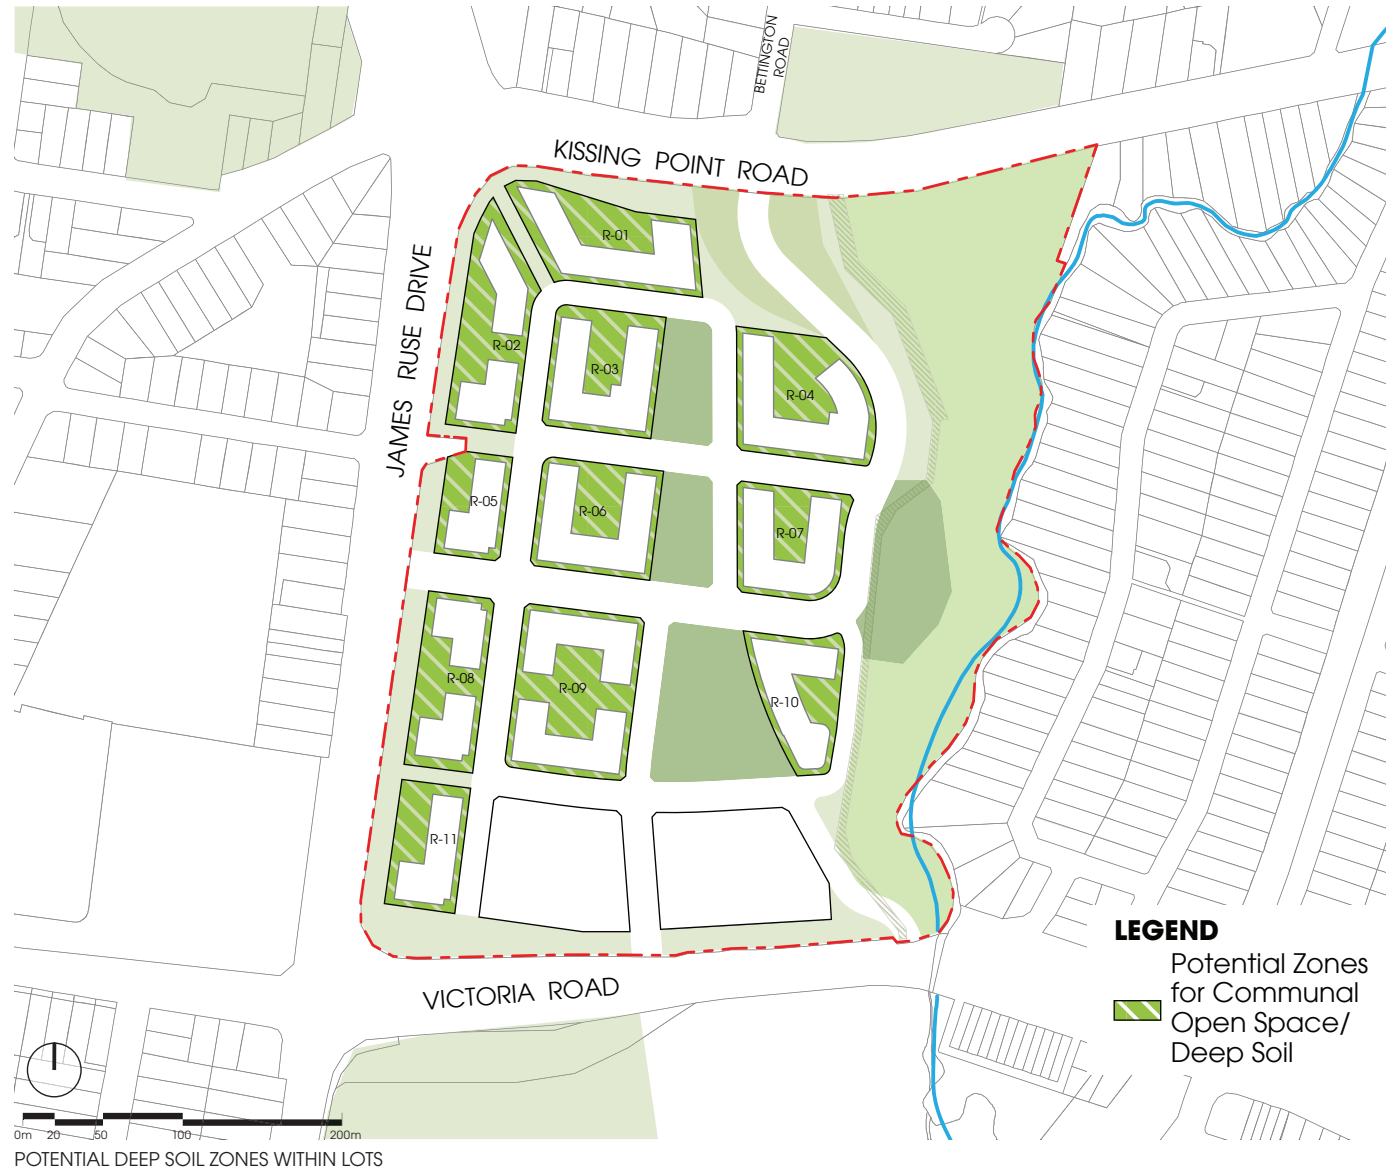 BETTINGTON
ROAD
KISSING POINT ROAD
JAMES RUSE DRIVE
R-01
R-02
R-03
R-04
R-05
R-06
R-07
R-08
R-09
R-10
R-11
VICTORIA ROAD
LEGEND
Potential Zones
for Communal
Open Space/
Deep Soil
0m 20 50 100 200m
POTENTIAL DEEP SOIL ZONES WITHIN LOTS